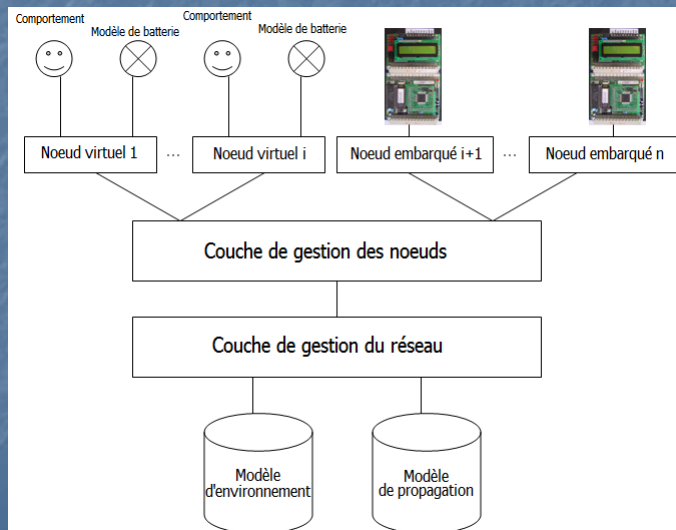 Comportement
Modèle de batterie
Comportement
Modèle de batterie
Noeud virtuel 1
...
Noeud virtuel i
Noeud embarqué i+1
...
Noeud embarqué n
Couche de gestion des noeuds
Couche de gestion du réseau
Modèle
d'environnement
Modèle
de propagation